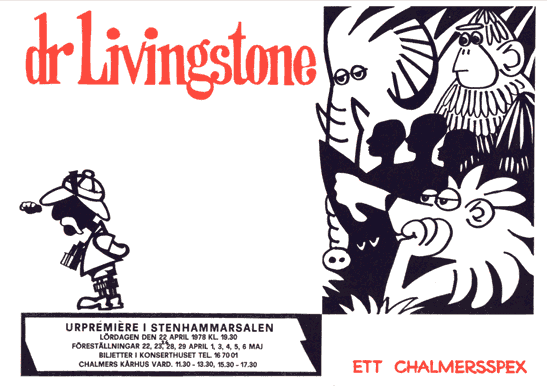 dr Livingstone
URPRÉMIÈRE I STENHAMMARSALEN
LÖRDAGEN DEN 22 APRIL 1978 KL. 19.30
FÖRESTÄLLNINGAR 22, 23, 28, 29 APRIL 1, 3, 4, 5, 6 MAJ
BILJETTER I KONSERTHUSET TEL. 16 70 01
CHALMERS KÅRHUS VARD. 11.30 - 13.30, 15.30 - 17.30
ETT CHALMERSSPEX